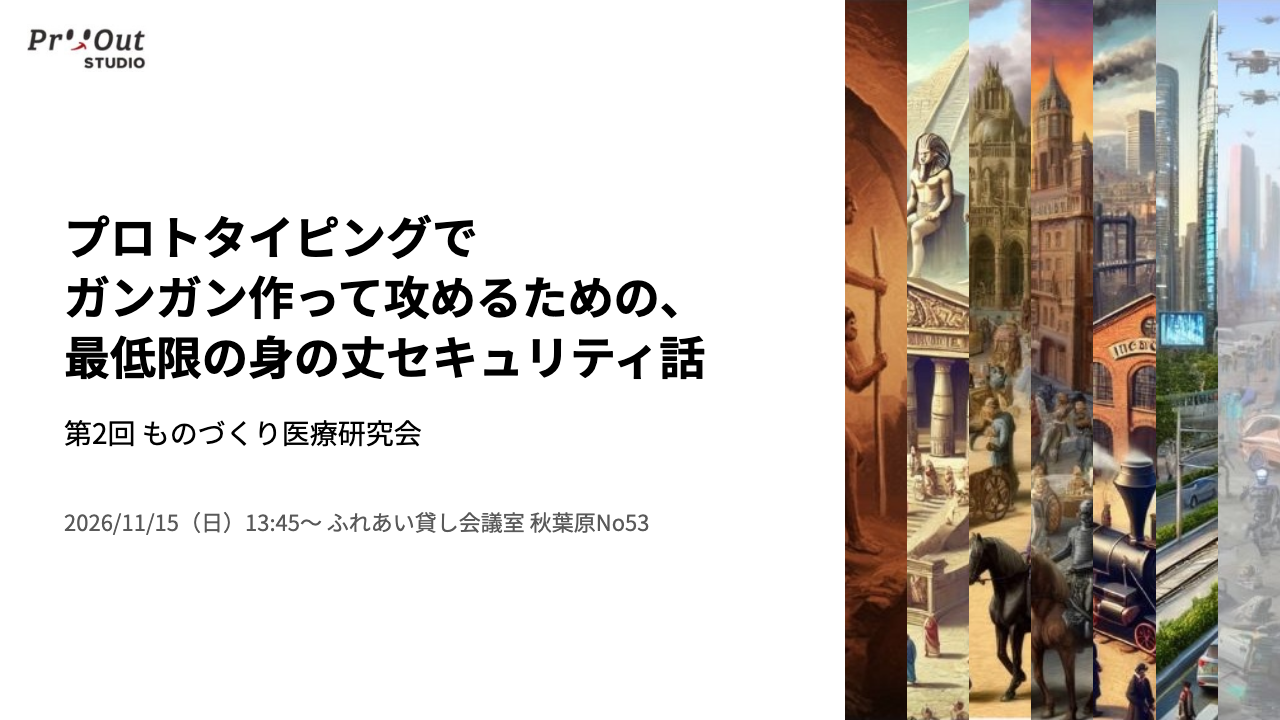 Pr Out
STUDIO
プロトタイピングで
ガンガン作って攻めるための、
最低限の身の丈セキュリティ話
第2回 ものづくり医療研究会
2026/11/15（日）13:45〜 ふれあい貸し会議室 秋葉原No53